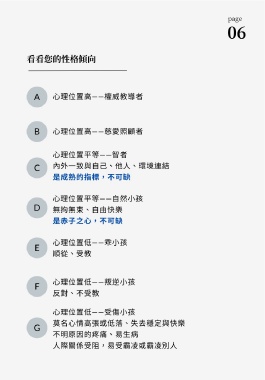 page
06
看看您的性格傾向
A
心理位置高——權威教導者
B
心理位置高——慈愛照顧者
C
心理位置平等——智者
內外一致與自己、他人、環境連結
是成熟的指標，不可缺
D
心理位置平等——自然小孩
無拘無束、自由快樂
是赤子之心，不可缺
E
心理位置低——乖小孩
順從、受教
F
心理位置低——叛逆小孩
反對、不受教
G
心理位置低——受傷小孩
莫名心情高張或低落、失去穩定與快樂
不明原因的疼痛、易生病
人際關係受阻，易受霸凌或霸凌別人